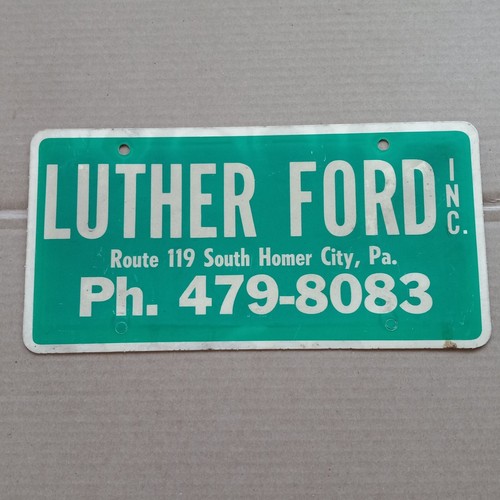 LUTHER FORD INC.
Route 119 South Homer City, Pa.
Ph. 479-8083